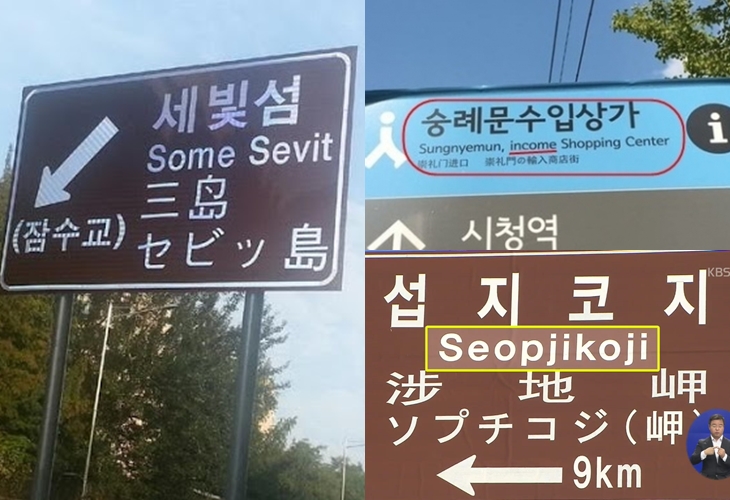 세빛섬
Some Sevit
三岛
セビッ島
(잠수교)
숭례문수입상가
Sungnyemun, income Shopping Center
崇礼门进口 崇礼門の輸入商店街
i
시청역
KBS
섭지코지
Seopjikoji
涉地岬
ソプチコジ(岬)
9km